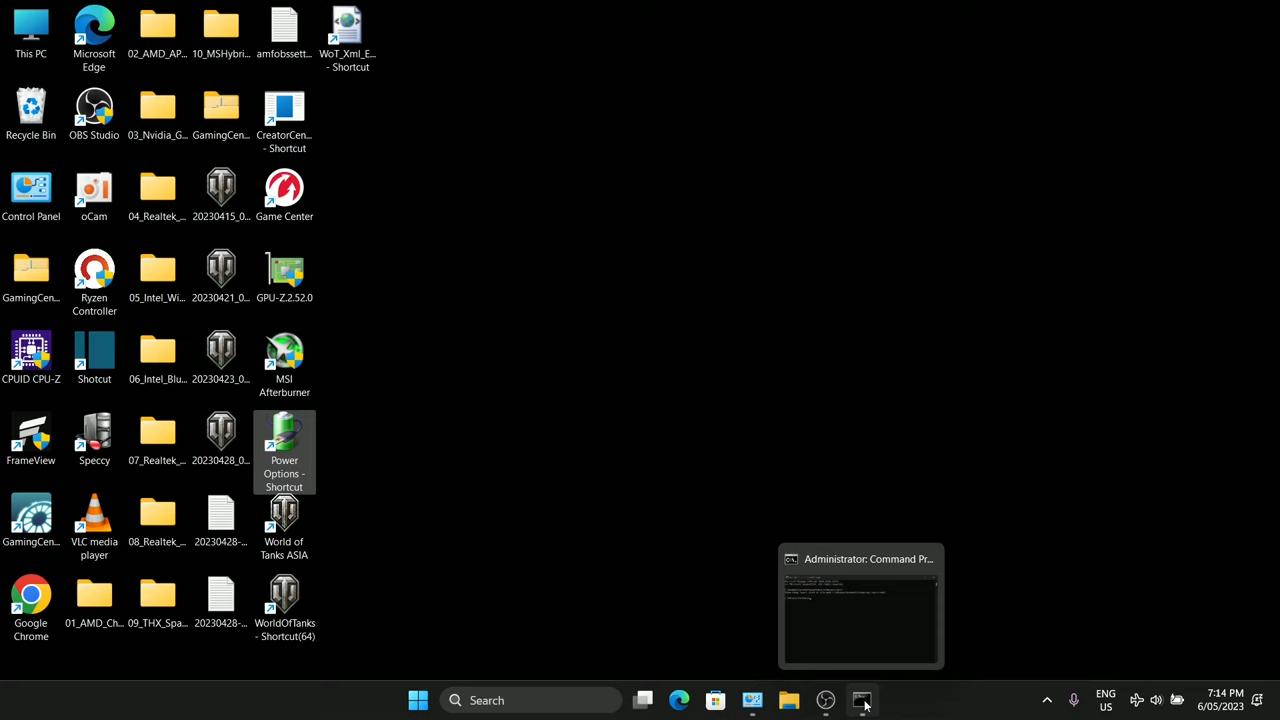 This PC
Microsoft
Edge
02_AMD_AP...
10_MSHybri...
amfobssett...
WoT_Xml_E...
- Shortcut
Recycle Bin
OBS Studio
03_Nvidia_G...
GamingCen...
CreatorCen...
- Shortcut
Control Panel
oCam
04_Realtek_...
20230415_0...
Game Center
GamingCen...
Ryzen
Controller
05_Intel_Wi...
20230421_0...
GPU-Z.2.52.0
CPUID CPU-Z
Shotcut
06_Intel_Blu...
20230423_0...
MSI
Afterburner
FrameView
Speccy
07_Realtek_...
20230428_0...
Power
Options -
Shortcut
GamingCen...
VLC media
player
08_Realtek_...
20230428-...
World of
Tanks ASIA
Google
Chrome
01_AMD_Ch...
09_THX_Spa...
20230428-...
WorldOfTanks
- Shortcut(64)
Administrator: Command Pr...
Search
ENG
US
7:14 PM
6/05/2023